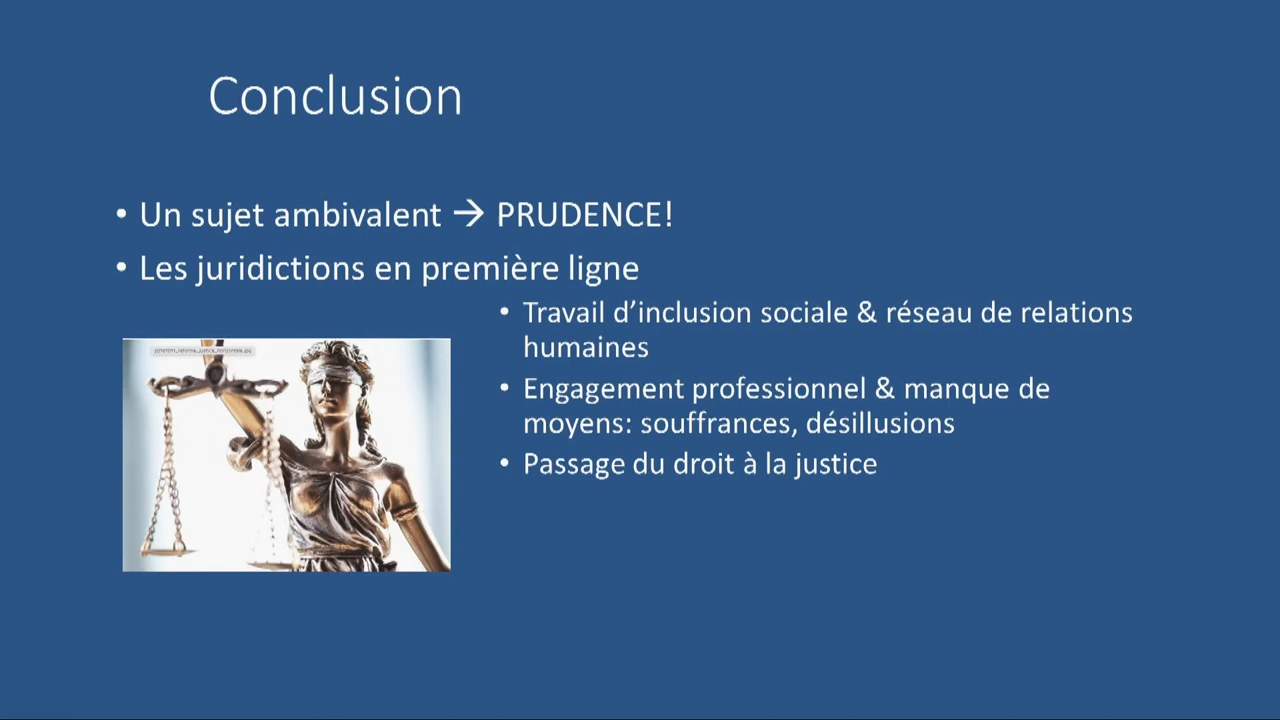 Conclusion
• Un sujet ambivalent → PRUDENCE!
• Les juridictions en première ligne
• Travail d’inclusion sociale & réseau de relations
humaines
• Engagement professionnel & manque de
moyens: souffrances, désillusions
• Passage du droit à la justice